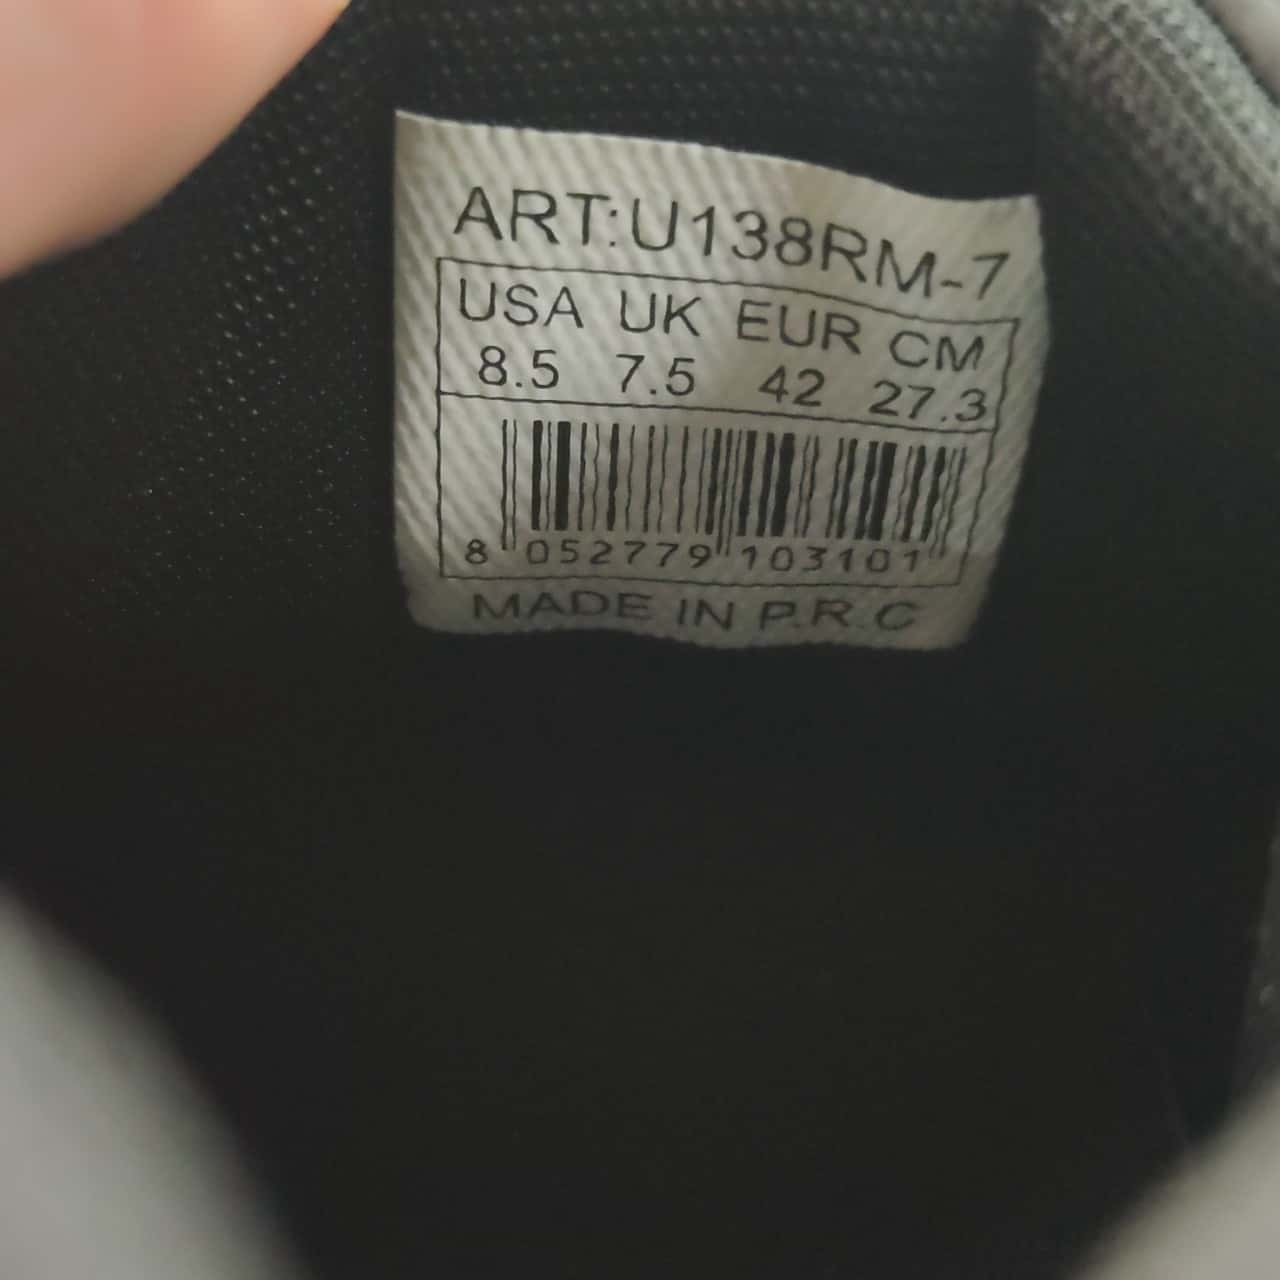 ART:U138RM-7
USA UK EUR CM
8.5 7.5 42 27.3
8 052779 103101
MADE IN P.R.C